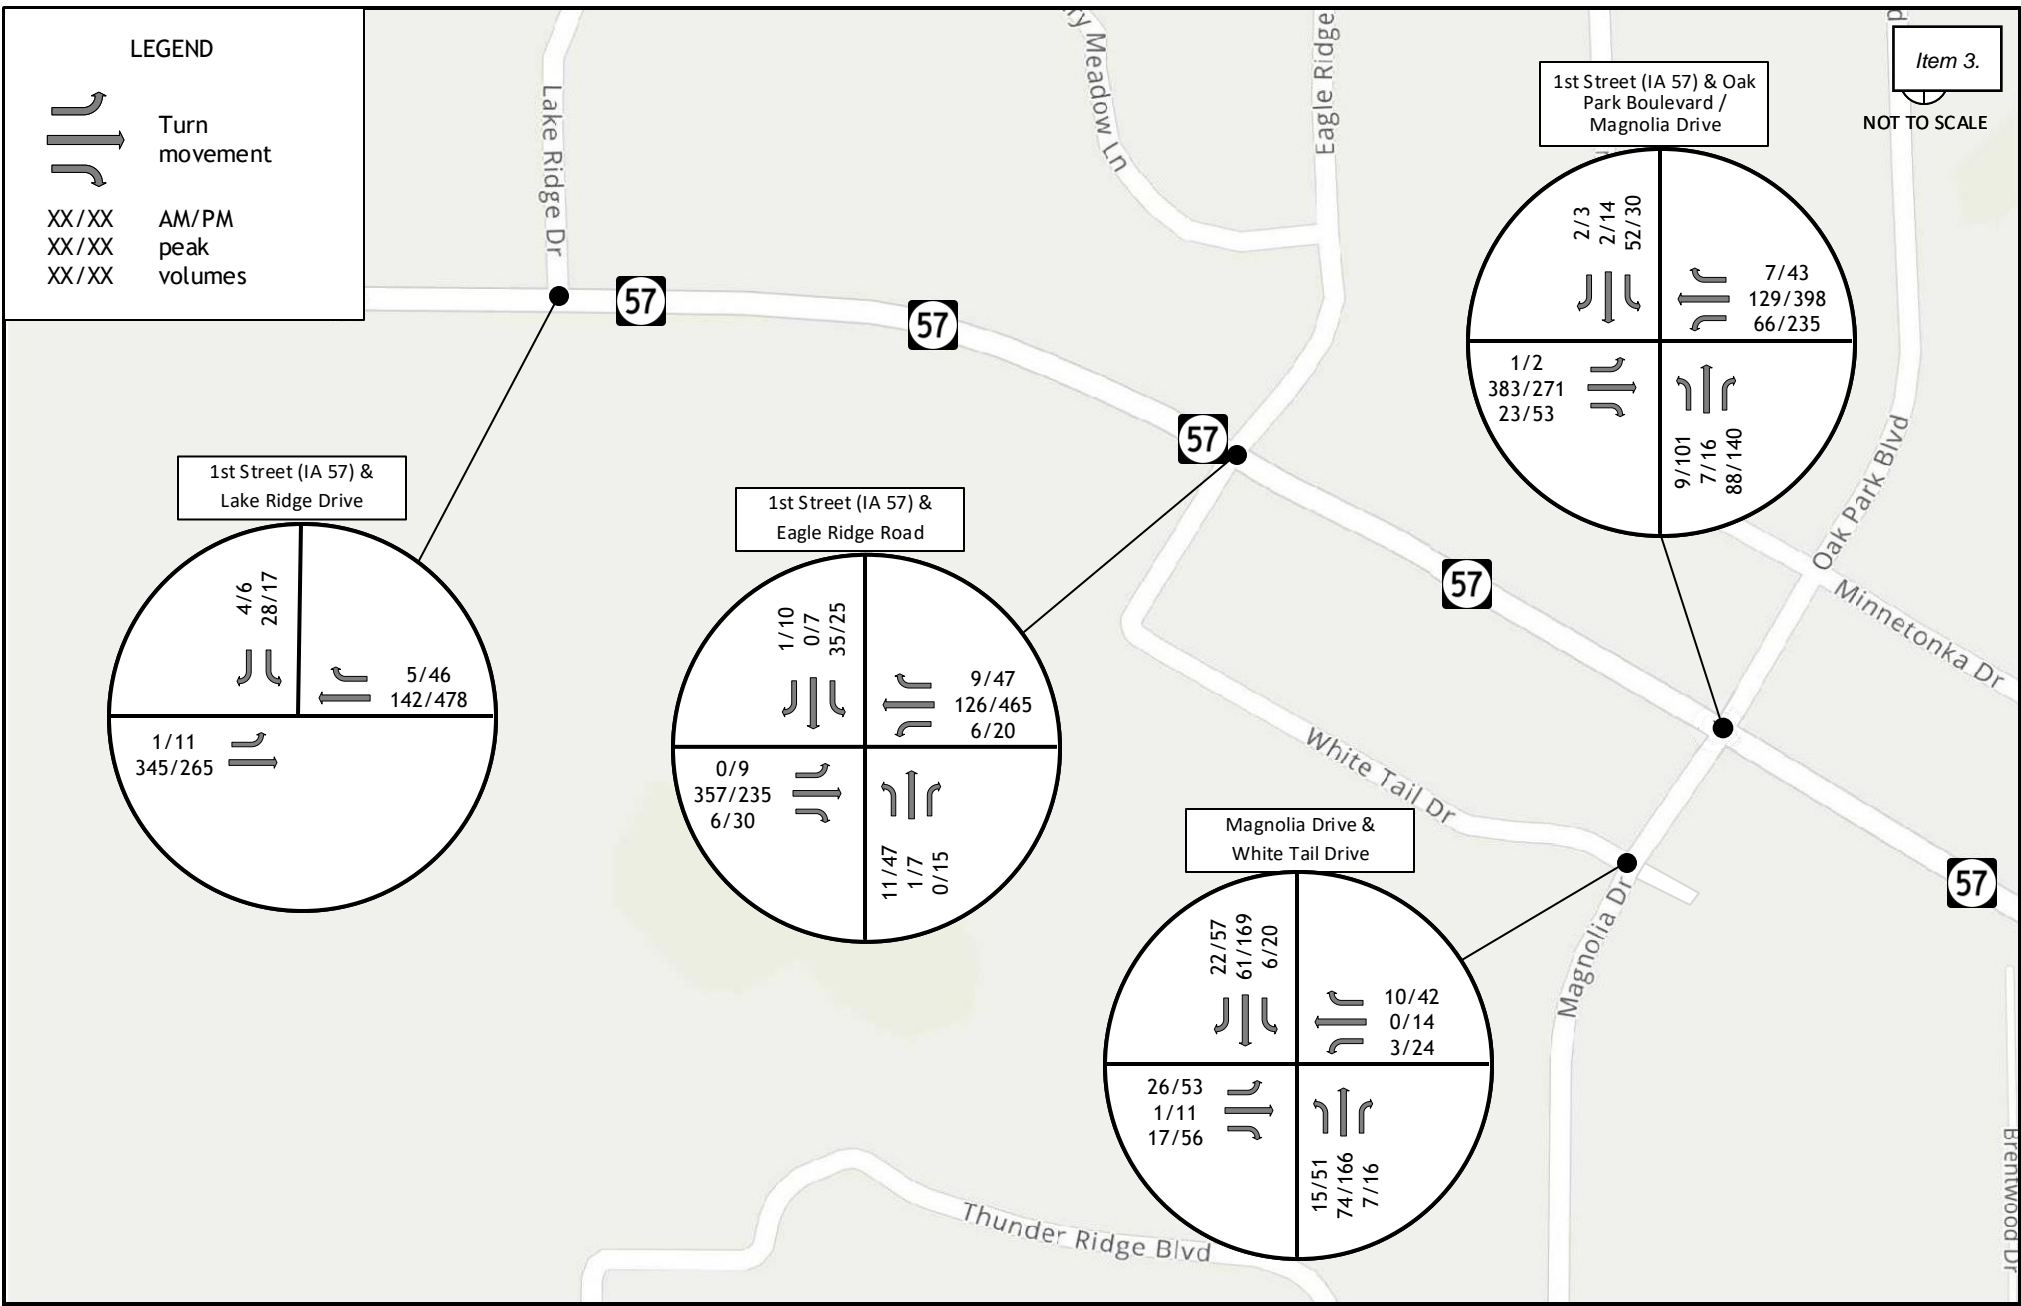 LEGEND
Turn
movement
XX/XX AM/PM
XX/XX peak
XX/XX volumes
Lake Ridge Dr
Meadow Ln
Eagle Ridge
Item 3.
NOT TO SCALE
1st Street (IA 57) & Oak
Park Boulevard /
Magnolia Drive
2/3
2/14
52/30
7/43
129/398
66/235
1/2
383/271
23/53
9/101
7/16
88/140
57
57
57
57
57
Oak Park Blvd
Minnetonka Dr
1st Street (IA 57) &
Lake Ridge Drive
4/6
28/17
5/46
142/478
1/11
345/265
1st Street (IA 57) &
Eagle Ridge Road
1/10
0/7
35/25
9/47
126/465
6/20
0/9
357/235
6/30
11/47
1/7
0/15
White Tail Dr
Magnolia Dr
Magnolia Drive &
White Tail Drive
22/57
61/169
6/20
10/42
0/14
3/24
26/53
1/11
17/56
15/51
74/166
7/16
Thunder Ridge Blvd
Brentwood Dr